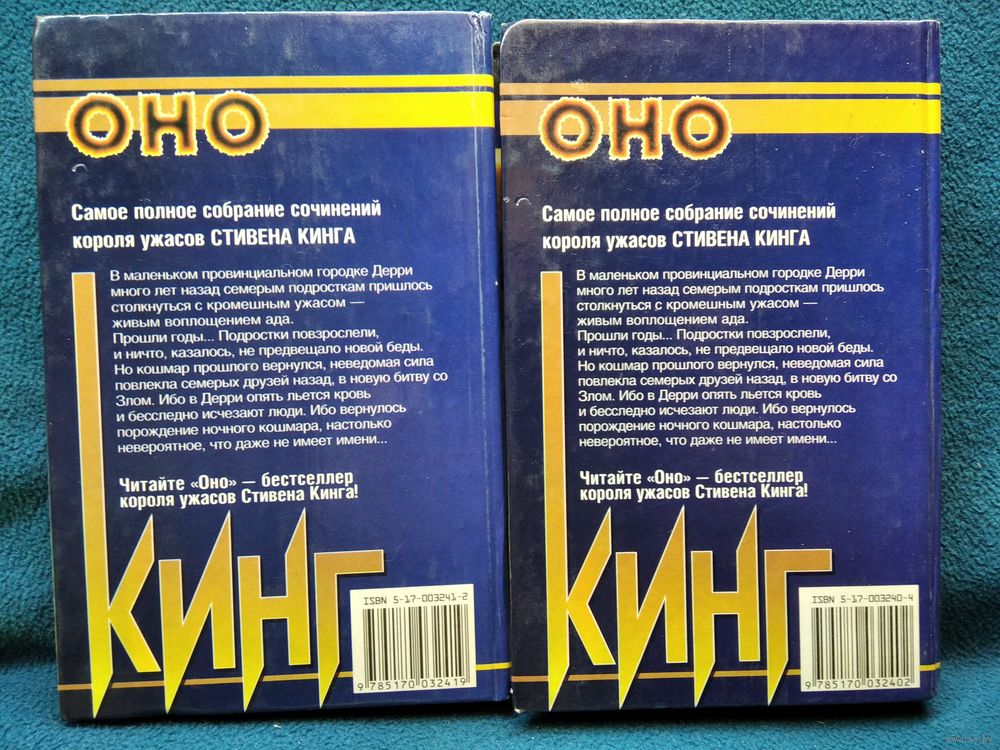 ОНО
Самое полное собрание сочинений
короля ужасов СТИВЕНА КИНГА
В маленьком провинциальном городке Дерри
много лет назад семерым подросткам пришлось
столкнуться с кромешным ужасом —
живым воплощением ада.
Прошли годы... Подростки повзрослели,
и ничто, казалось, не предвещало новой беды.
Но кошмар прошлого вернулся, неведомая сила
повлекла семерых друзей назад, в новую битву со
Злом. Ибо в Дерри опять льется кровь
и бесследно исчезают люди. Ибо вернулось
порождение ночного кошмара, настолько
невероятное, что даже не имеет имени...
Читайте «Оно» — бестселлер
короля ужасов Стивена Кинга!
КИНГ
ISBN 5-17-003241-2
9 785170 032419
ОНО
Самое полное собрание сочинений
короля ужасов СТИВЕНА КИНГА
В маленьком провинциальном городке Дерри
много лет назад семерым подросткам пришлось
столкнуться с кромешным ужасом —
живым воплощением ада.
Прошли годы... Подростки повзрослели,
и ничто, казалось, не предвещало новой беды.
Но кошмар прошлого вернулся, неведомая сила
повлекла семерых друзей назад, в новую битву со
Злом. Ибо в Дерри опять льется кровь
и бесследно исчезают люди. Ибо вернулось
порождение ночного кошмара, настолько
невероятное, что даже не имеет имени...
Читайте «Оно» — бестселлер
короля ужасов Стивена Кинга!
КИНГ
ISBN 5-17-003240-4
9 785170 032402